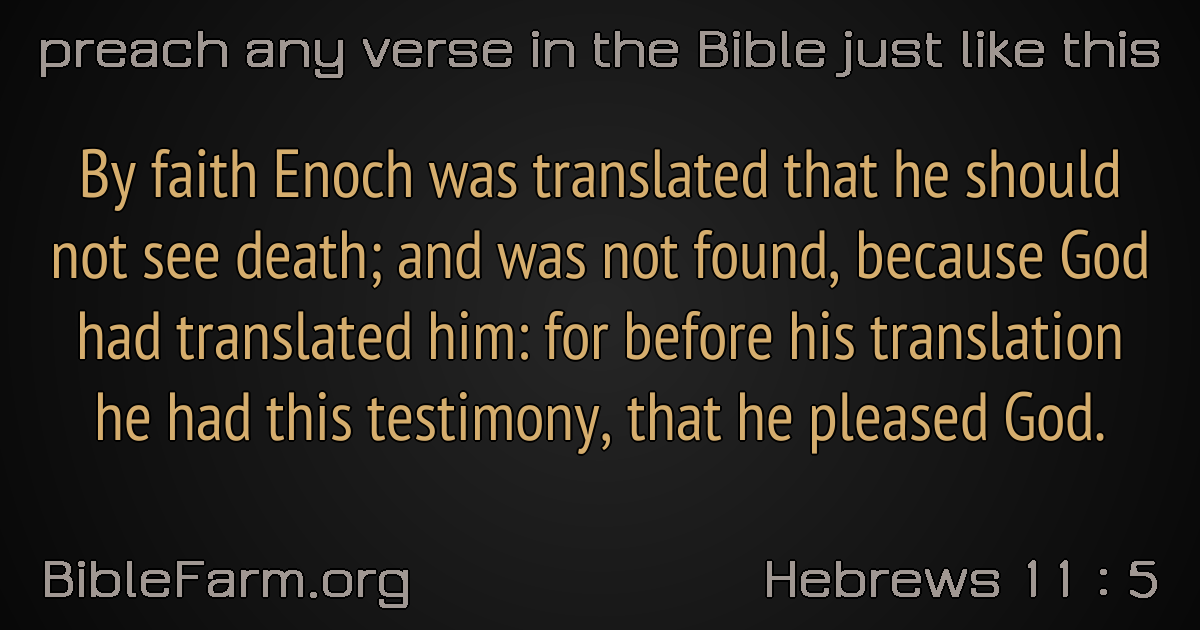 preach any verse in the Bible just like this
By faith Enoch was translated that he should
not see death; and was not found, because God
had translated him: for before his translation
he had this testimony, that he pleased God.
BibleFarm.org
Hebrews 11 : 5